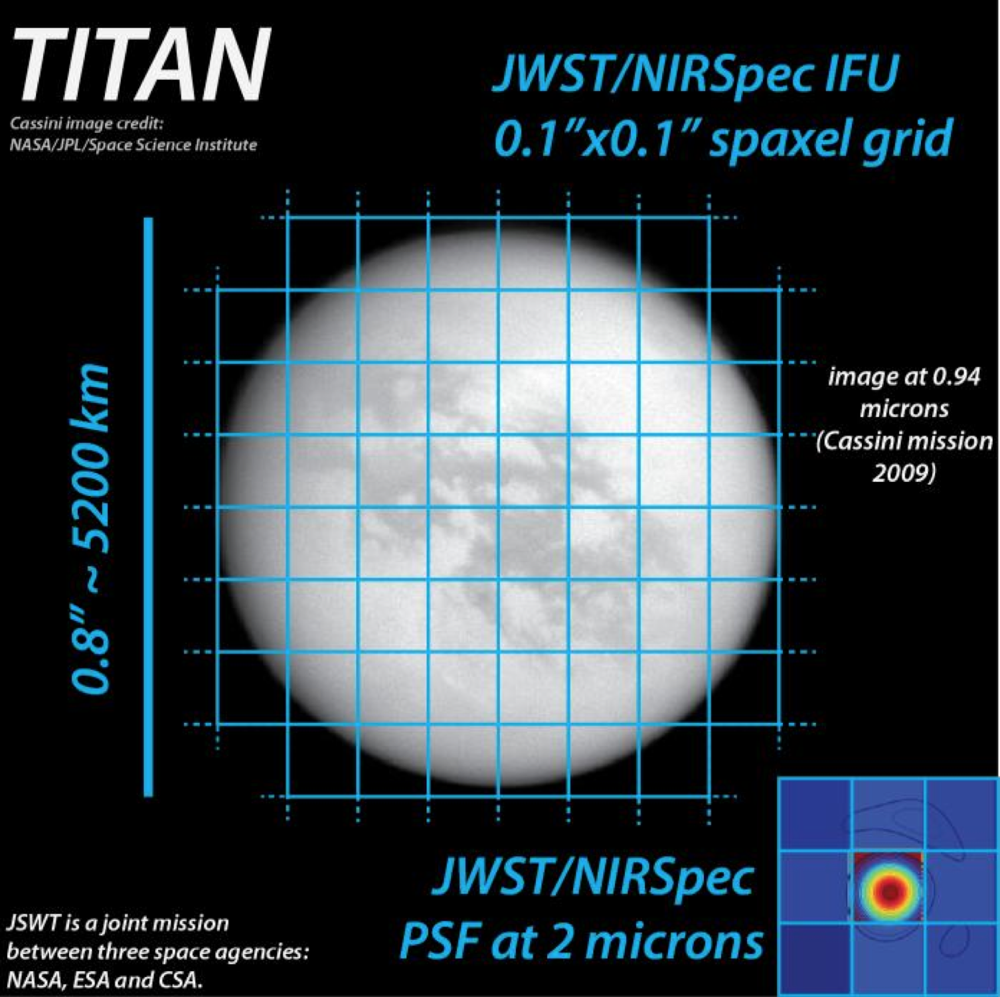 TITAN
Cassini image credit:
NASA/JPL/Space Science Institute
JWST/NIRSpec IFU
0.1"x0.1" spaxel grid
0.8" ~ 5200 km
image at 0.94
microns
(Cassini mission
2009)
JWST/NIRSpec
PSF at 2 microns
JSWT is a joint mission
between three space agencies:
NASA, ESA and CSA.